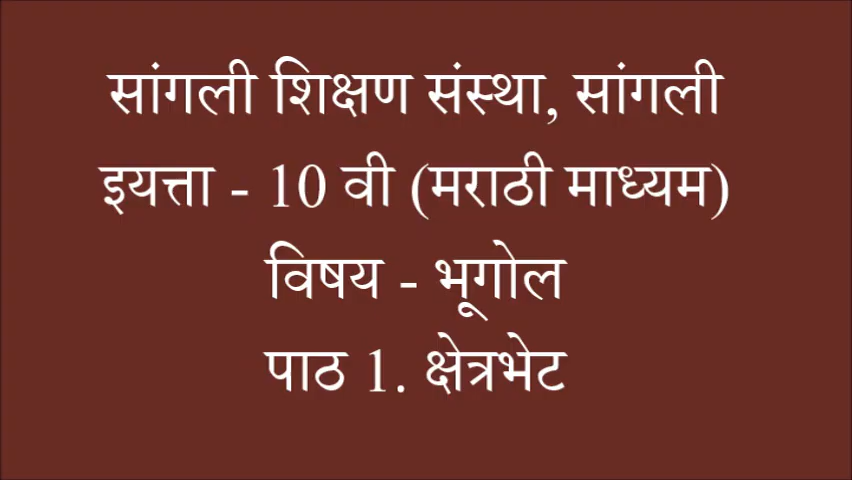 सांगली शिक्षण संस्था, सांगली
इयत्ता - 10 वी (मराठी माध्यम)
विषय - भूगोल
पाठ 1. क्षेत्रभेट